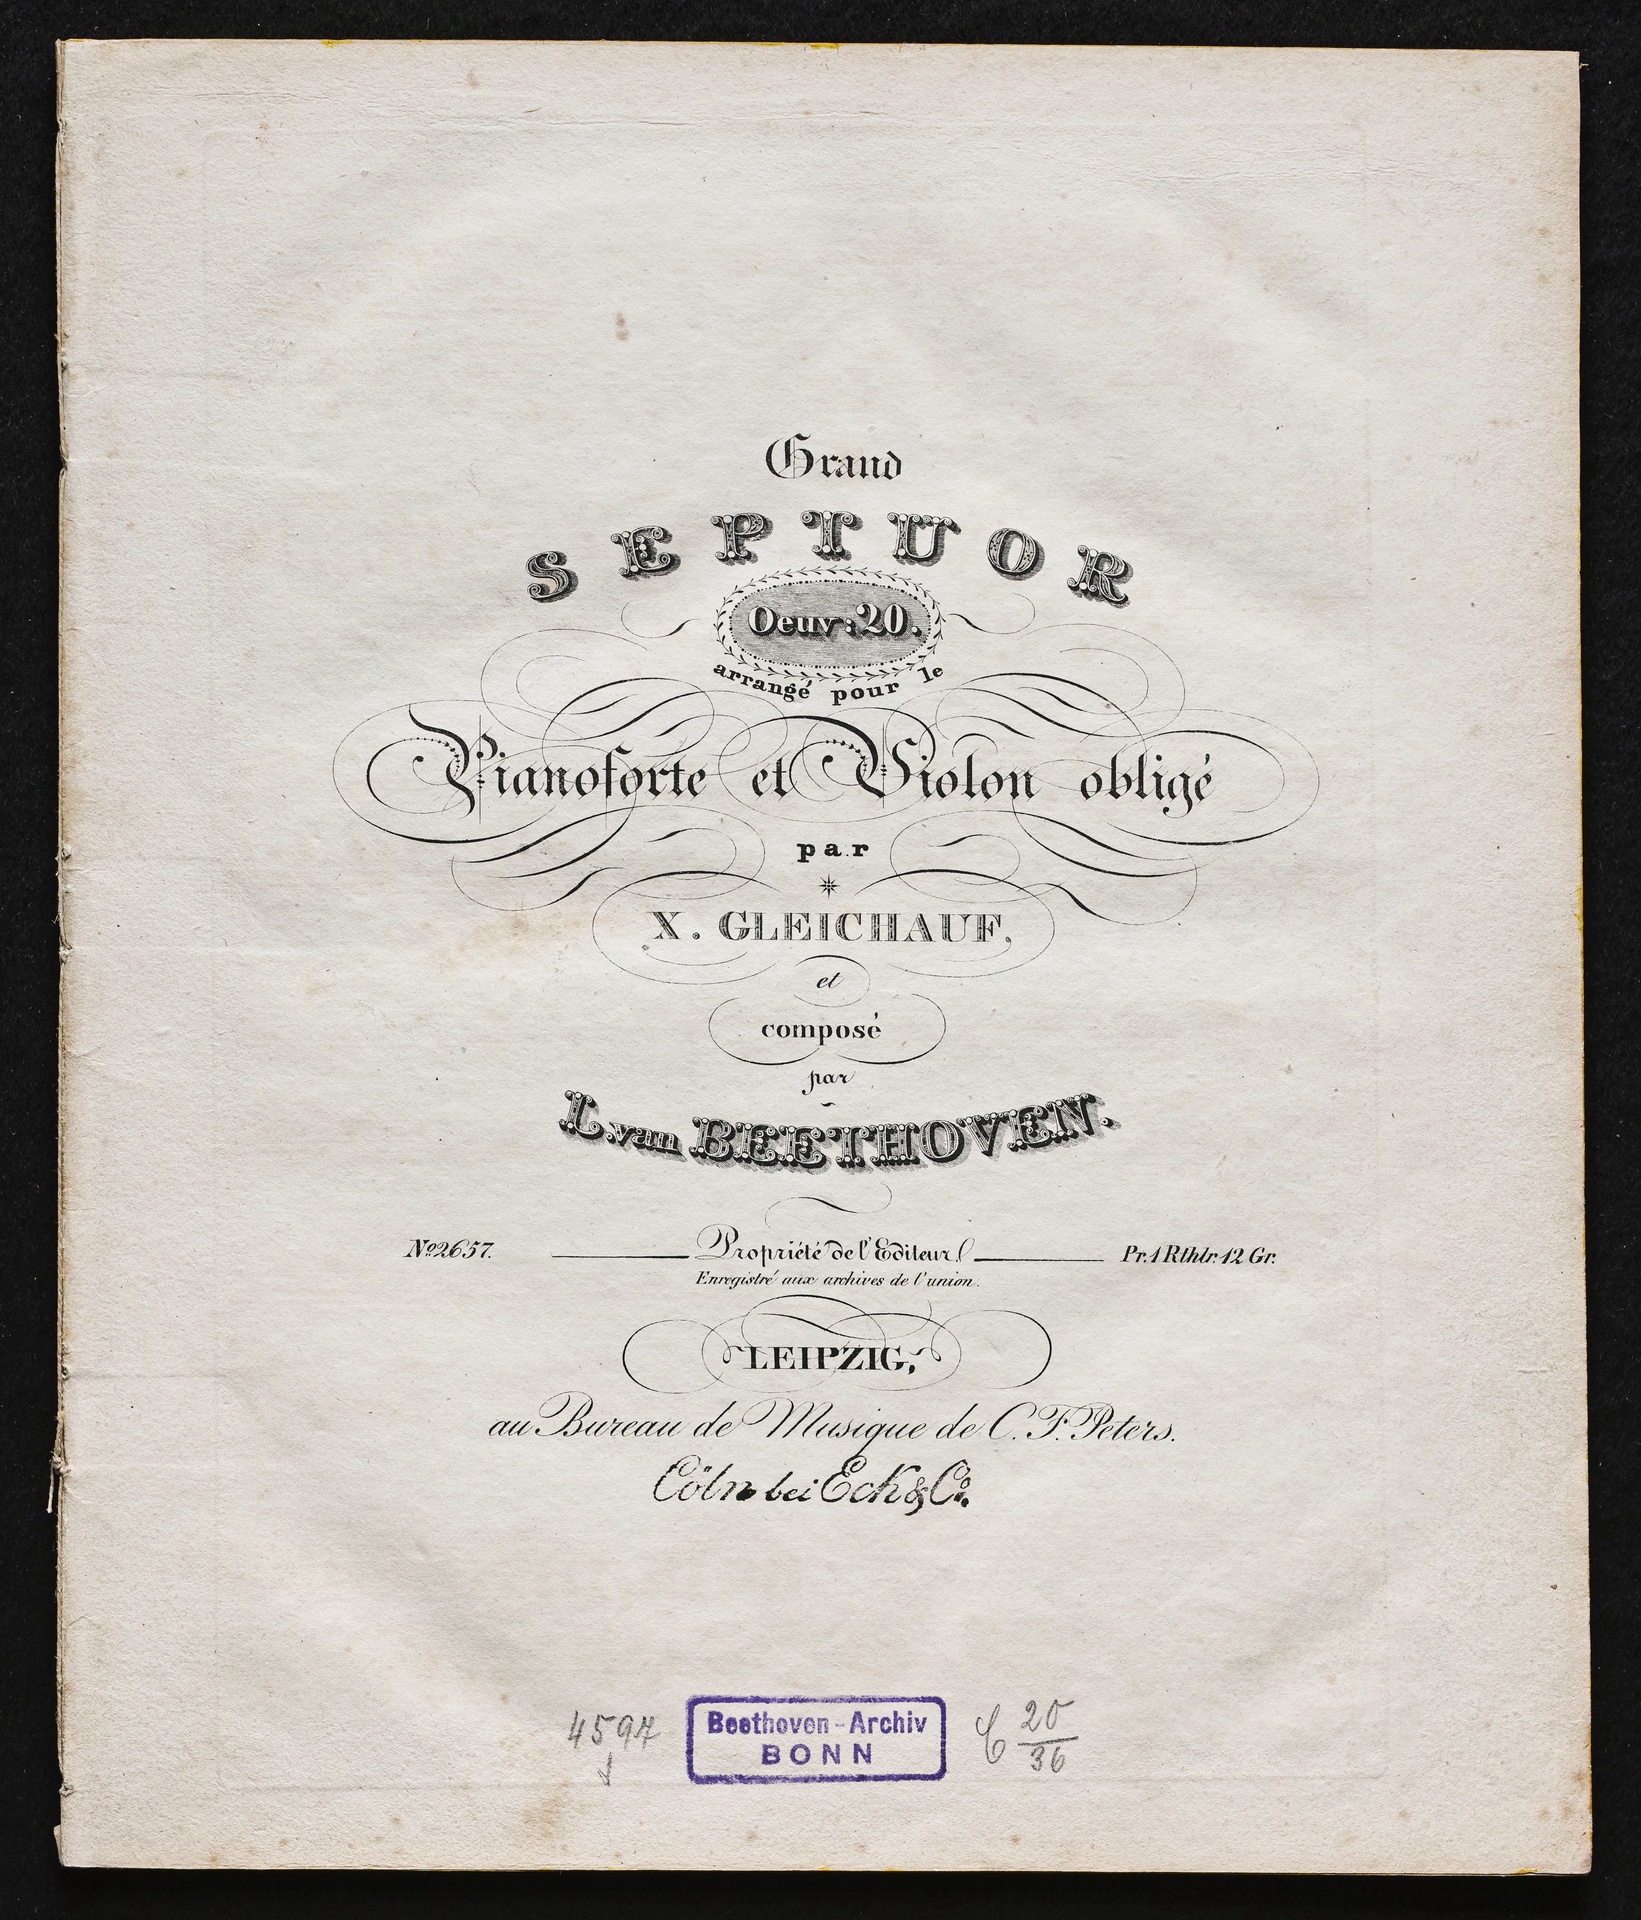 Grand
SEPTUOR
Oeuv: 20.
arrangé pour le
Pianoforte et Violon obligé
par
X. GLEICHAUF,
et
composé
par
L. van BEETHOVEN.
No 2657. Propriété de l'Editeur. Pr. 1 Rthlr. 12 Gr.
Enregistré aux archives de l'union.
LEIPZIG,
au Bureau de Musique de C. F. Peters.
Cöln bei Eck & Co.
4597 Beethoven-Archiv C 20/36
BONN